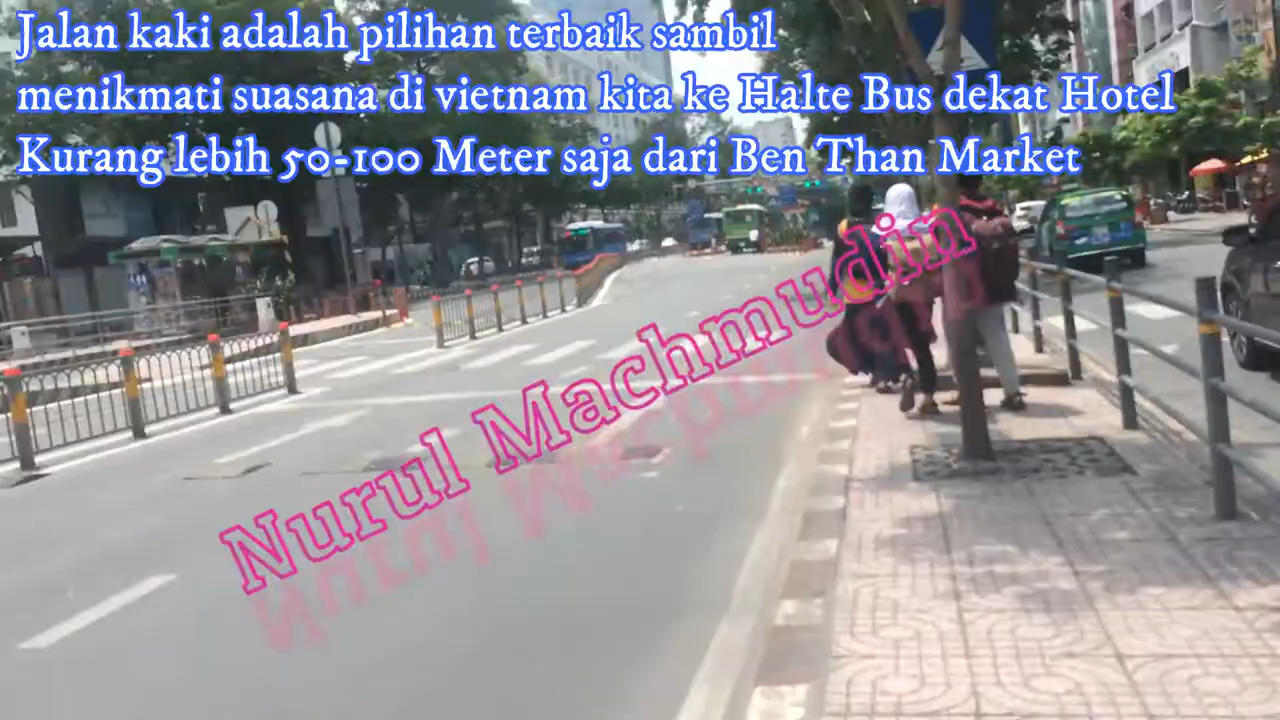 Jalan kaki adalah pilihan terbaik sambil
menikmati suasana di vietnam kita ke Halte Bus dekat Hotel
Kurang lebih 50-100 Meter saja dari Ben Than Market
Nurul Machmudin